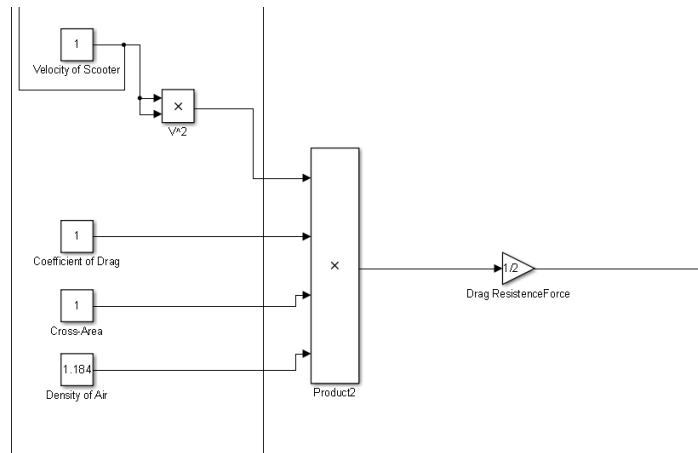 1
Velocity of Scooter
×
V^2
1
Coefficient of Drag
1
Cross-Area
1.184
Density of Air
×
Product2
1/2
Drag ResistenceForce